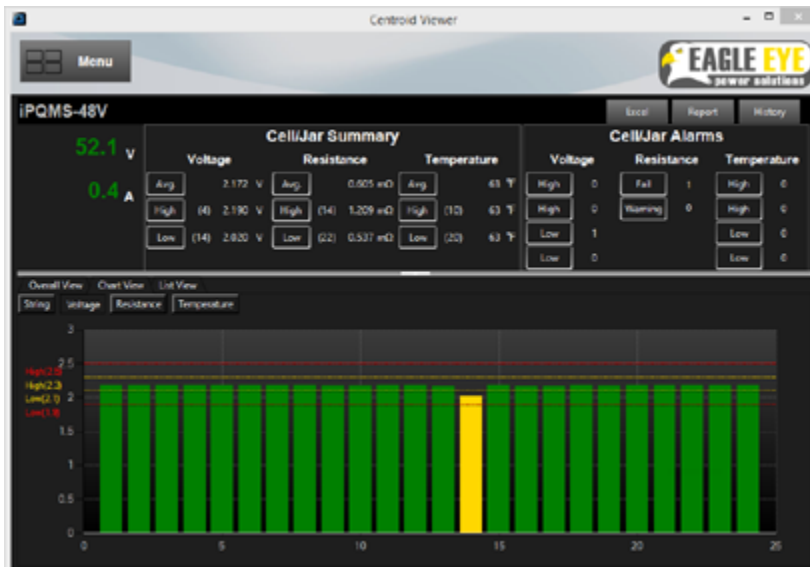 Centroid Viewer
Menu
EAGLE EYE
power solutions
iPQMS-48V
Excel Report History
52.1 V
0.4 A
Cell/Jar Summary
Voltage Resistance Temperature
Avg. 2.172 V Avg. 0.605 mΩ Avg. 63 °F
High (4) 2.190 V High (14) 1.209 mΩ High (10) 63 °F
Low (14) 2.020 V Low (22) 0.537 mΩ Low (20) 63 °F
Cell/Jar Alarms
Voltage Resistance Temperature
High 0 Fail 1 High 0
High 0 Warning 0 High 0
Low 1 Low 0
Low 0 Low 0
Overall View Chart View List View
String Voltage Resistance Temperature
3
2.5
High(2.5)
High(2.3)
Low(2.1)
2
Low(1.9)
1.5
1
0.5
0
0 5 10 15 20 25